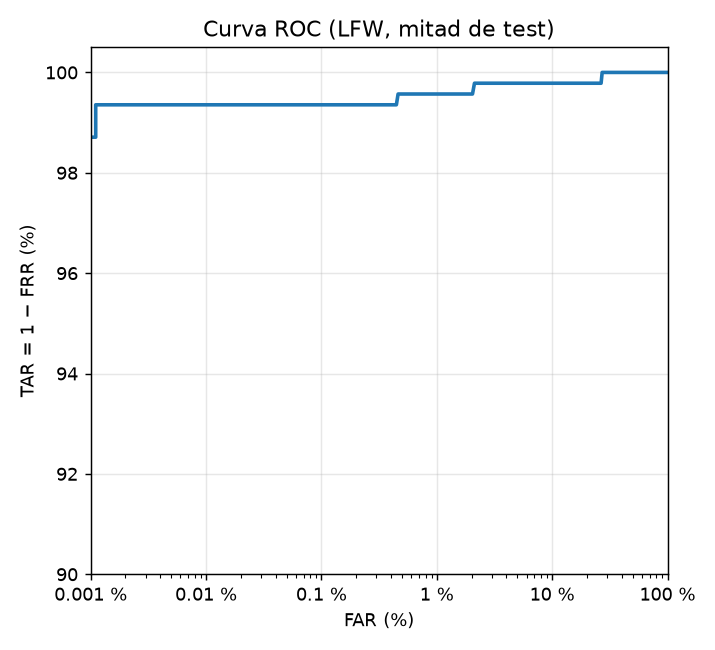 Curva ROC (LFW, mitad de test)
TAR = 1 − FRR (%)
100
98
96
94
92
90
0.001 % 0.01 % 0.1 % 1 % 10 % 100 %
FAR (%)